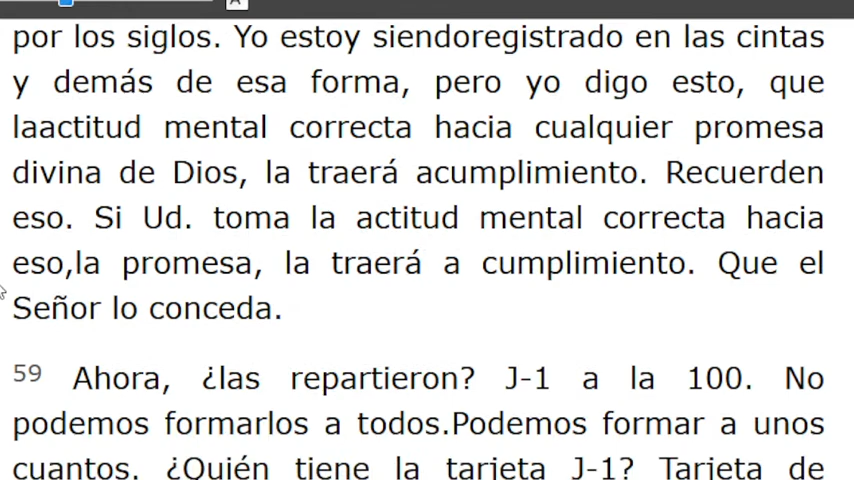 A
por los siglos. Yo estoy siendoregistrado en las cintas
y demás de esa forma, pero yo digo esto, que
laactitud mental correcta hacia cualquier promesa
divina de Dios, la traerá acumplimiento. Recuerden
eso. Si Ud. toma la actitud mental correcta hacia
eso,la promesa, la traerá a cumplimiento. Que el
Señor lo conceda.
59 Ahora, ¿las repartieron? J-1 a la 100. No
podemos formarlos a todos.Podemos formar a unos
cuantos. ¿Quién tiene la tarjeta J-1? Tarjeta de